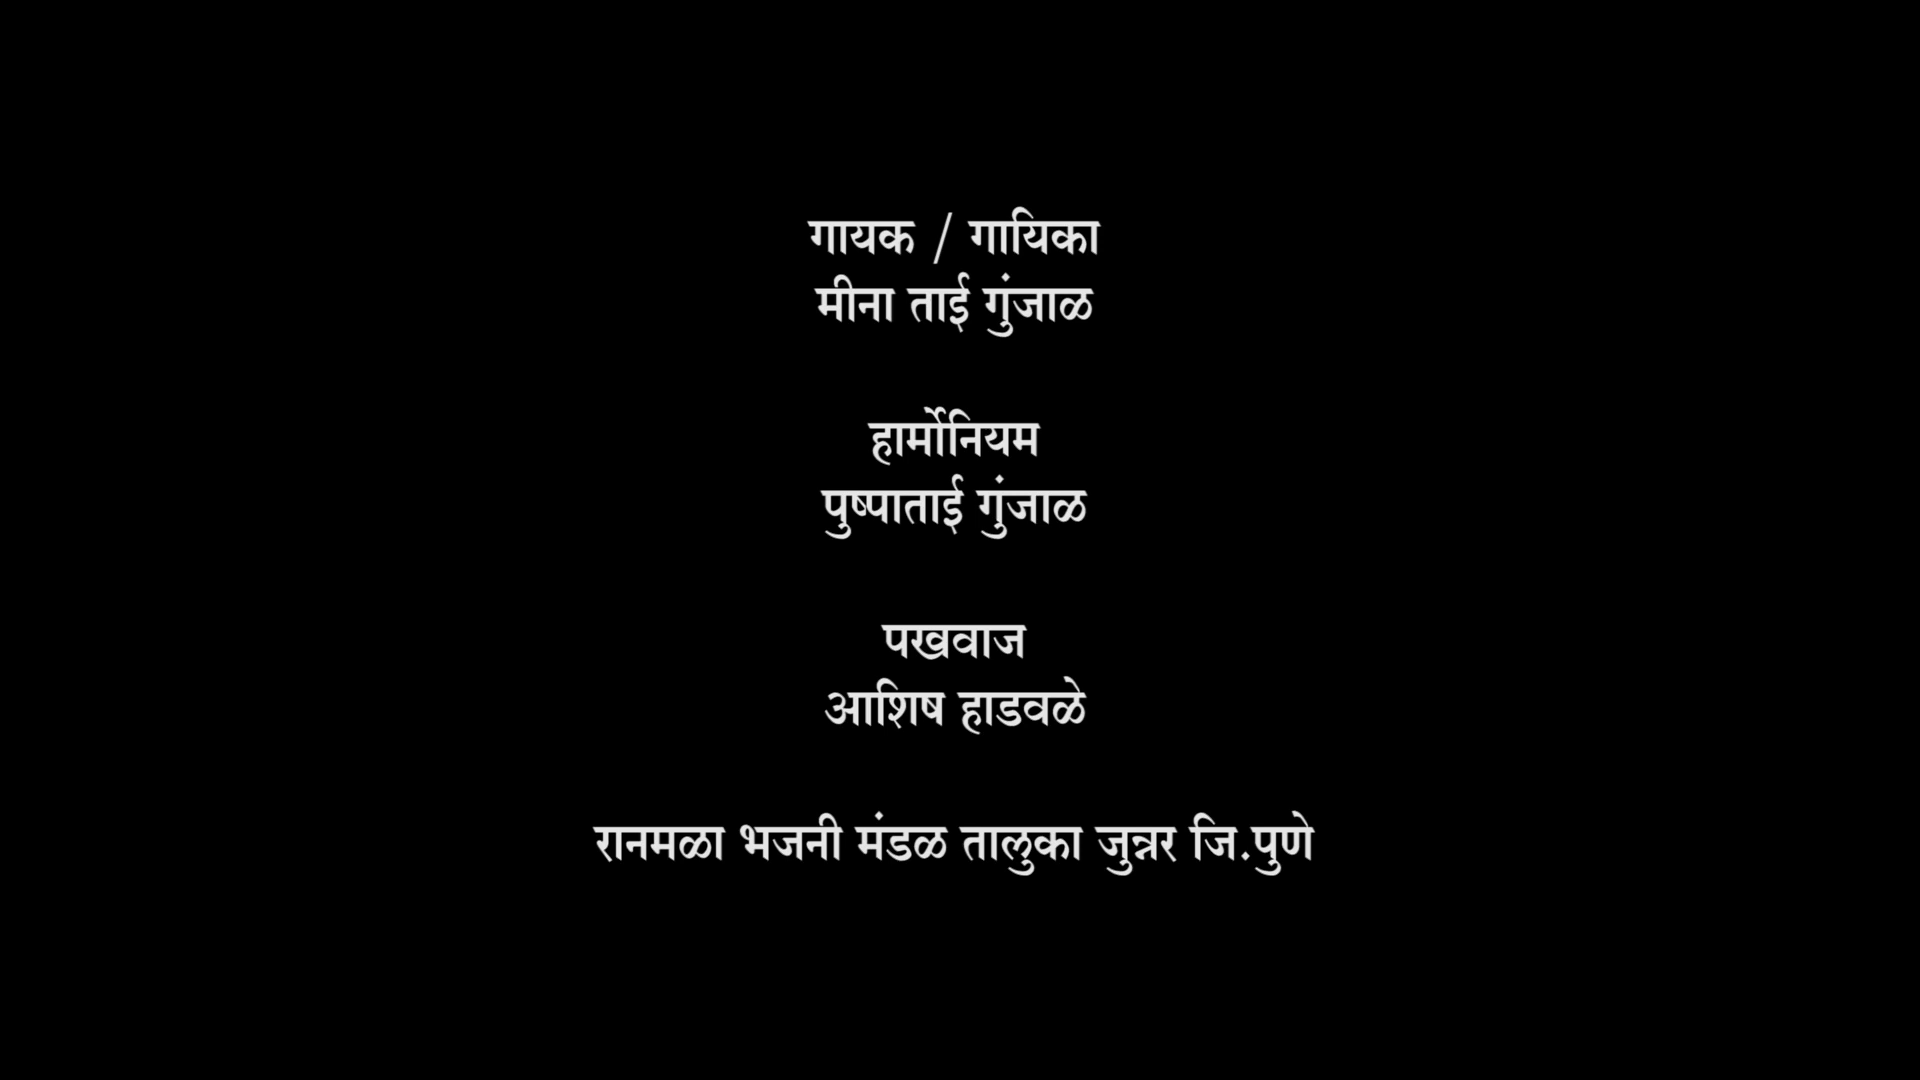 गायक / गायिका
मीना ताई गुंजाळ
हार्मोनियम
पुष्पाताई गुंजाळ
पखवाज
आशिष हाडवळे
रानमळा भजनी मंडळ तालुका जुन्नर जि.पुणे